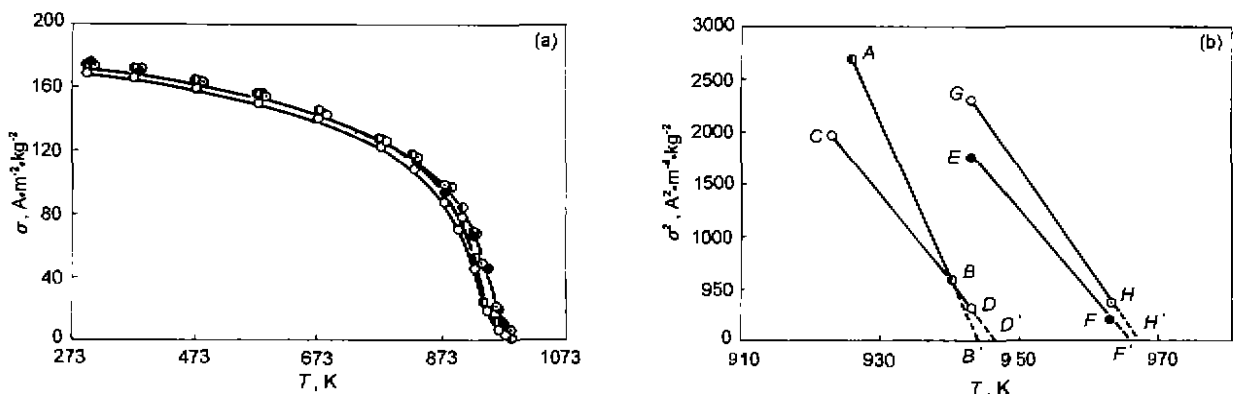 200
160
120
80
40
0
273
473
673
873
1073
T, K
σ, A•m⁻²•kg⁻²
(a)
3000
2500
2000
1500
1000
950
0
910
930
950
970
T, K
σ², A²•m⁻⁴•kg⁻²
(b)
A
G
C
E
B
D
H
F
D'
H'
B'
F'